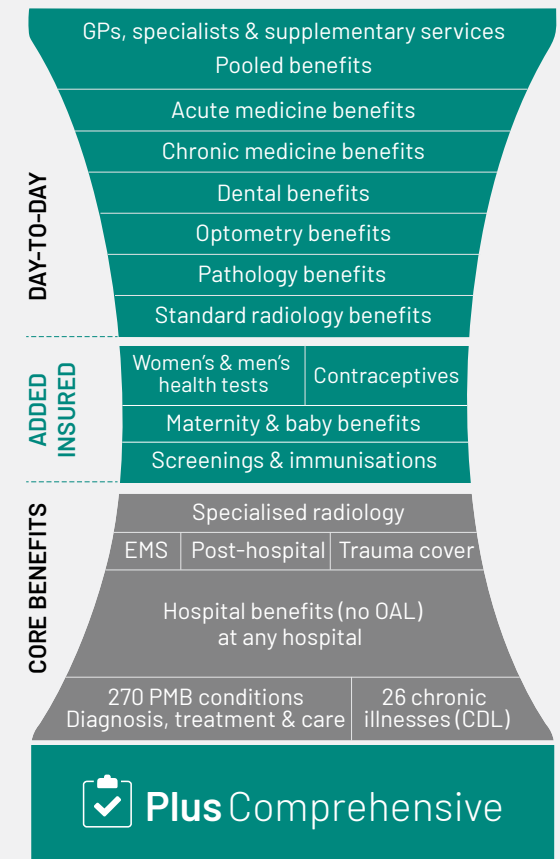 GPs, specialists & supplementary services
Pooled benefits
Acute medicine benefits
Chronic medicine benefits
Dental benefits
Optometry benefits
Pathology benefits
Standard radiology benefits
DAY-TO-DAY
Women's & men's
health tests
Contraceptives
Maternity & baby benefits
Screenings & immunisations
ADDED
INSURED
Specialised radiology
EMS
Post-hospital
Trauma cover
Hospital benefits (no OAL)
at any hospital
270 PMB conditions
Diagnosis, treatment & care
26 chronic
illnesses (CDL)
CORE BENEFITS
Plus Comprehensive